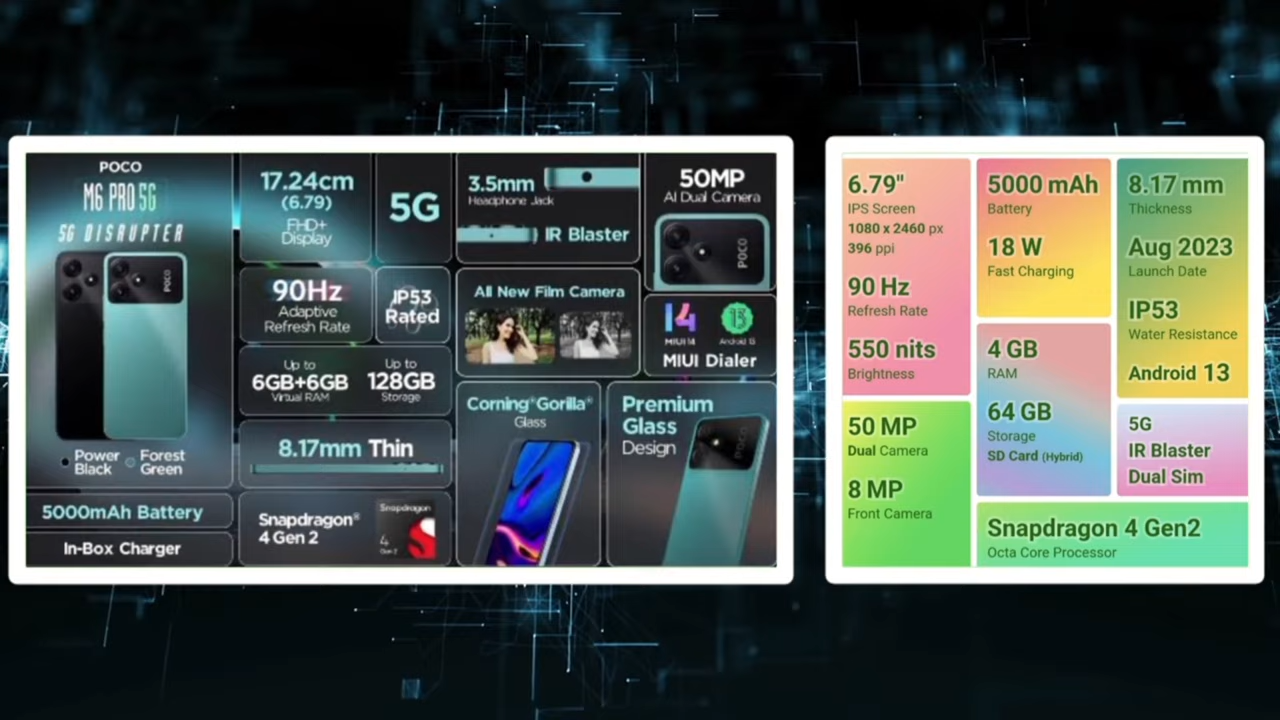 POCO
M6 PRO 5G
5G DISRUPTER
POCO
Power
Black
Forest
Green
5000mAh Battery
In-Box Charger
17.24cm
(6.79)
FHD+
Display
5G
90Hz
Adaptive
Refresh Rate
IP53
Rated
Up to
6GB+6GB
Virtual RAM
Up to
128GB
Storage
8.17mm Thin
Snapdragon®
4 Gen 2
Snapdragon
4
Gen 2
3.5mm
Headphone Jack
IR Blaster
All New Film Camera
Corning® Gorilla®
Glass
50MP
AI Dual Camera
POCO
14
13
MIUI 14
Android 13
MIUI Dialer
Premium
Glass
Design
POCO
6.79"
IPS Screen
1080 x 2460 px
396 ppi
90 Hz
Refresh Rate
550 nits
Brightness
50 MP
Dual Camera
8 MP
Front Camera
5000 mAh
Battery
18 W
Fast Charging
4 GB
RAM
64 GB
Storage
SD Card (Hybrid)
8.17 mm
Thickness
Aug 2023
Launch Date
IP53
Water Resistance
Android 13
5G
IR Blaster
Dual Sim
Snapdragon 4 Gen2
Octa Core Processor